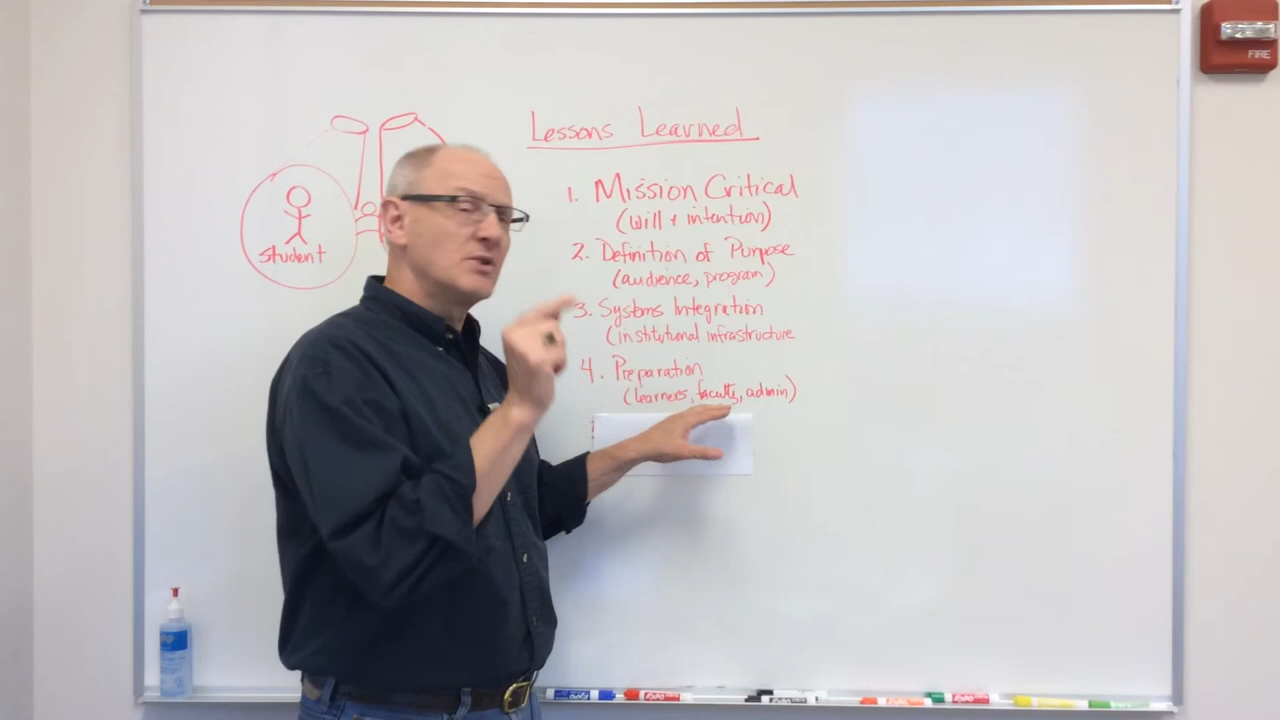 FIRE
Lessons Learned
1. Mission Critical
(will + intention)
student
2. Definition of Purpose
(audience, program)
3. Systems Integration
(institutional infrastructure
4. Preparation
(learners, faculty, admin)
EXPO